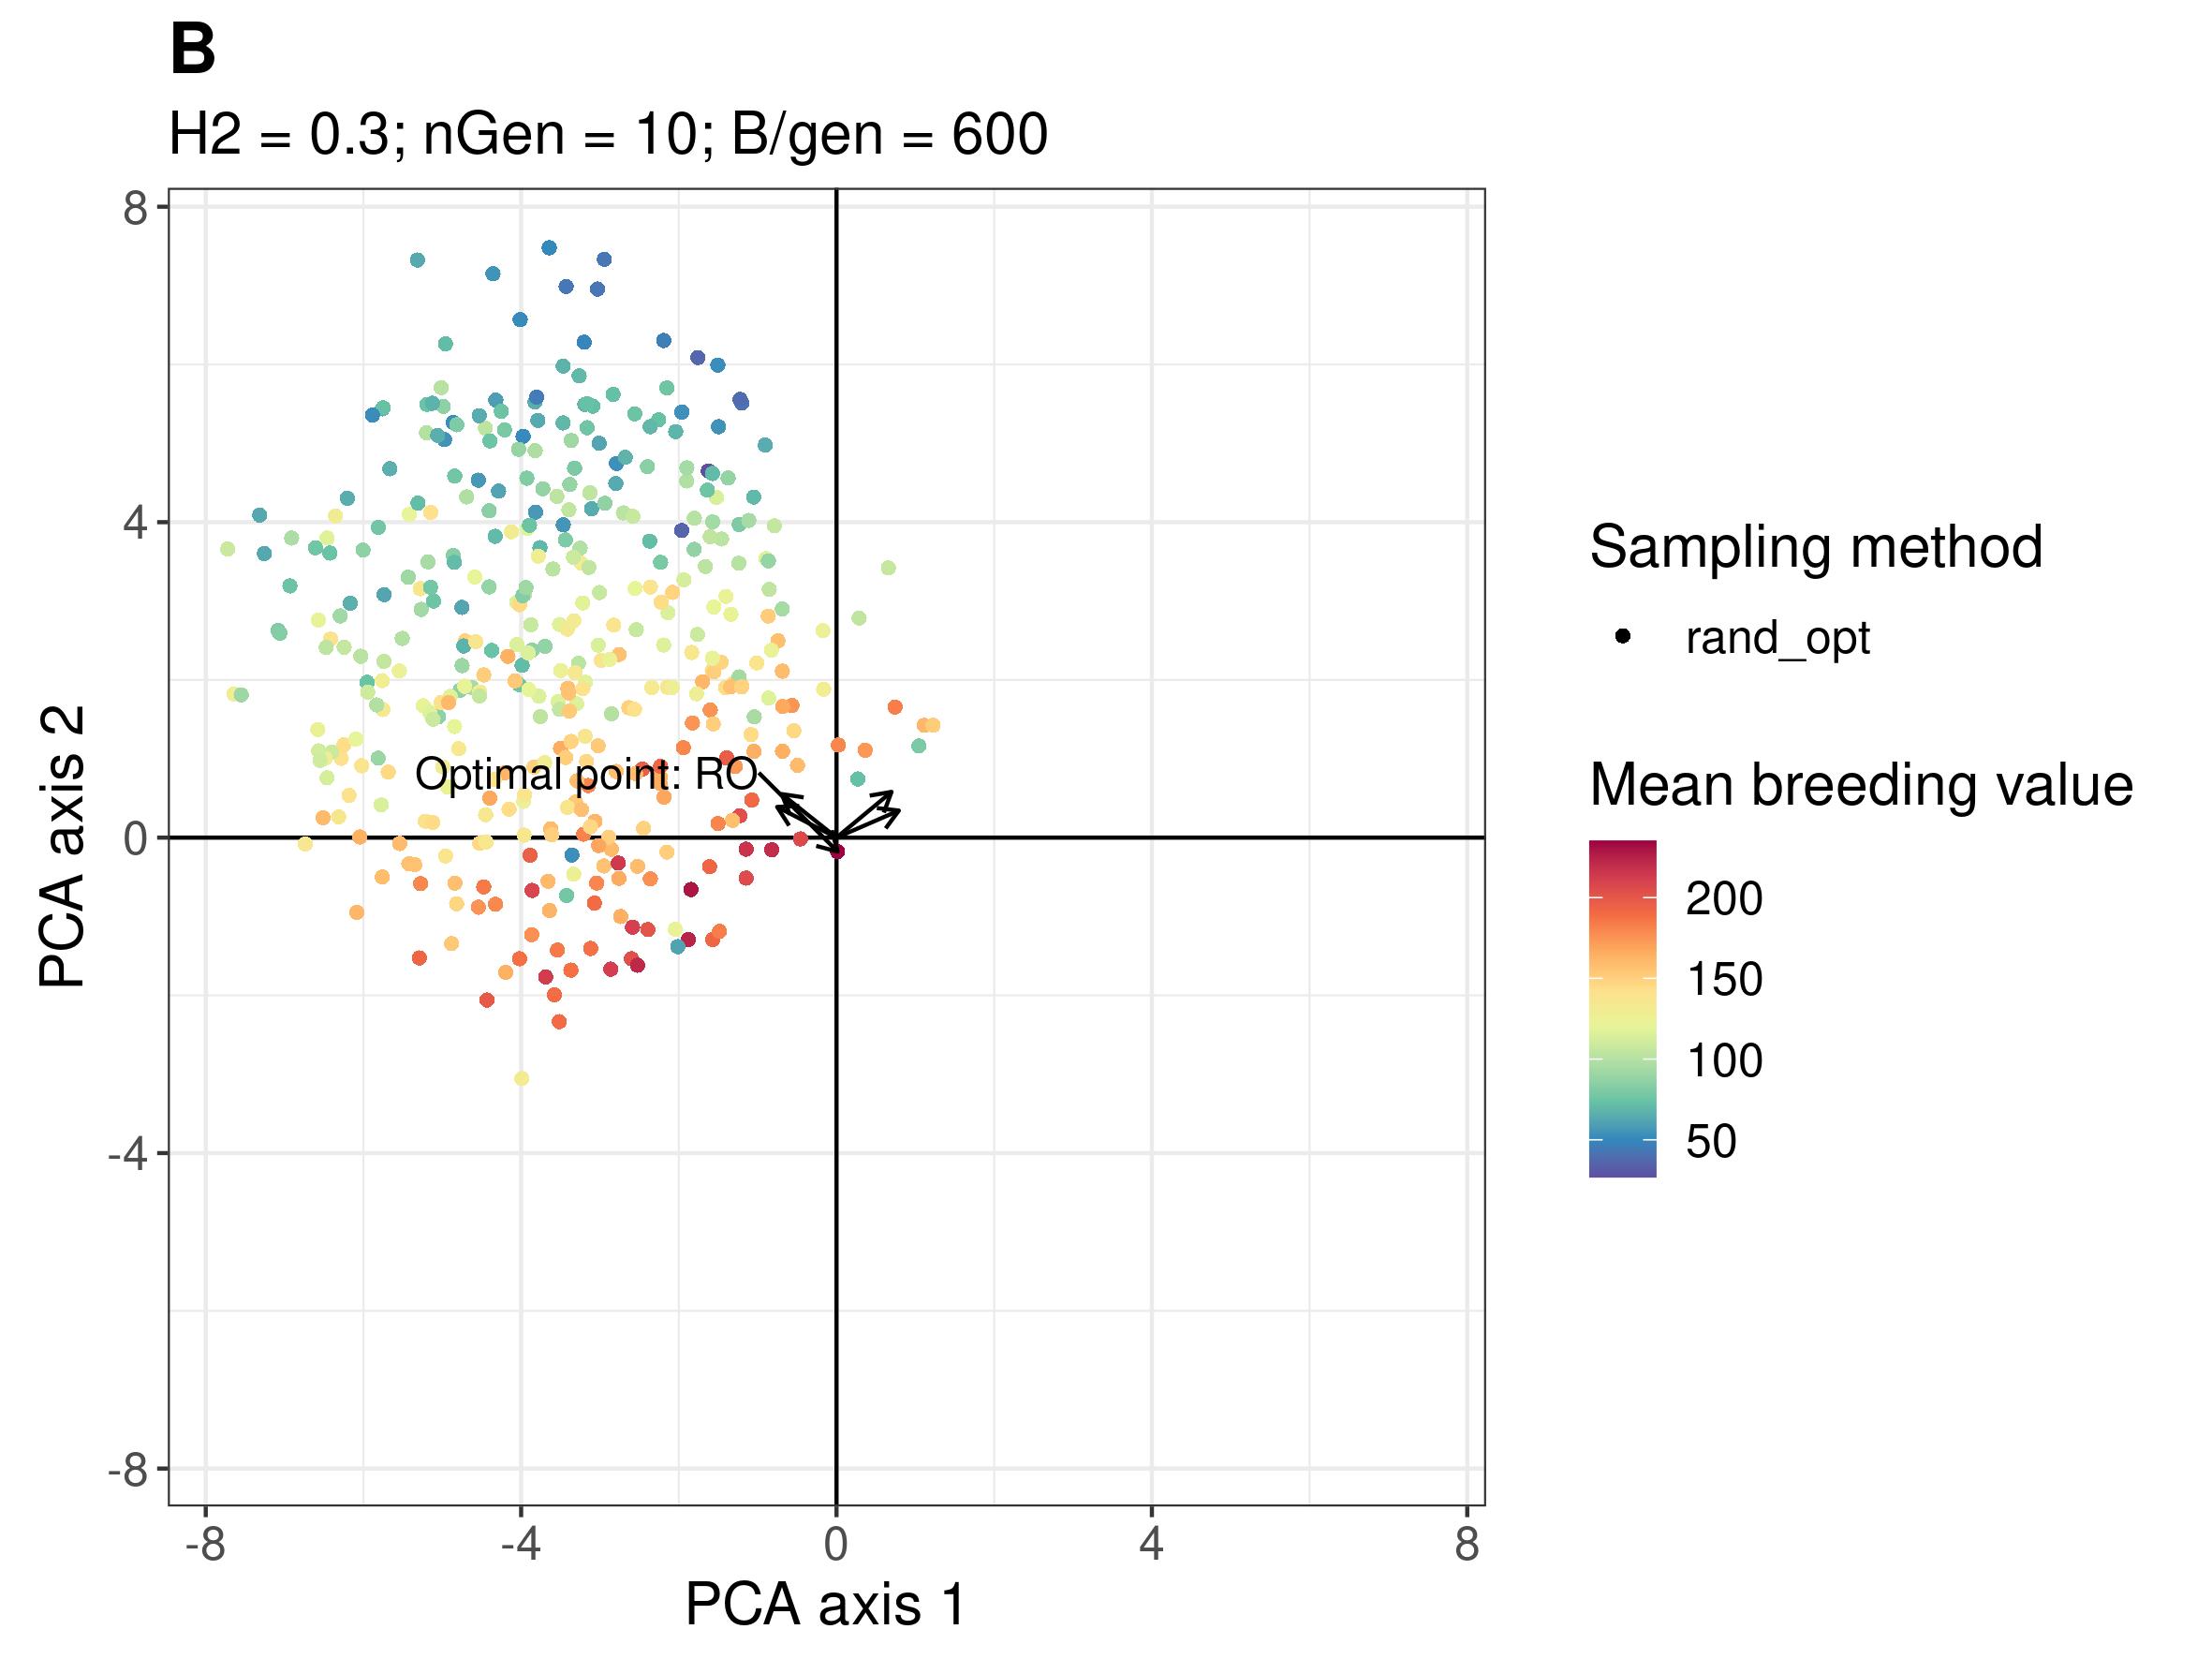 B
H2 = 0.3; nGen = 10; B/gen = 600
8
4
0
-4
-8
PCA axis 2
Optimal point: RO
-8
-4
0
4
8
PCA axis 1
Sampling method
rand_opt
Mean breeding value
200
150
100
50